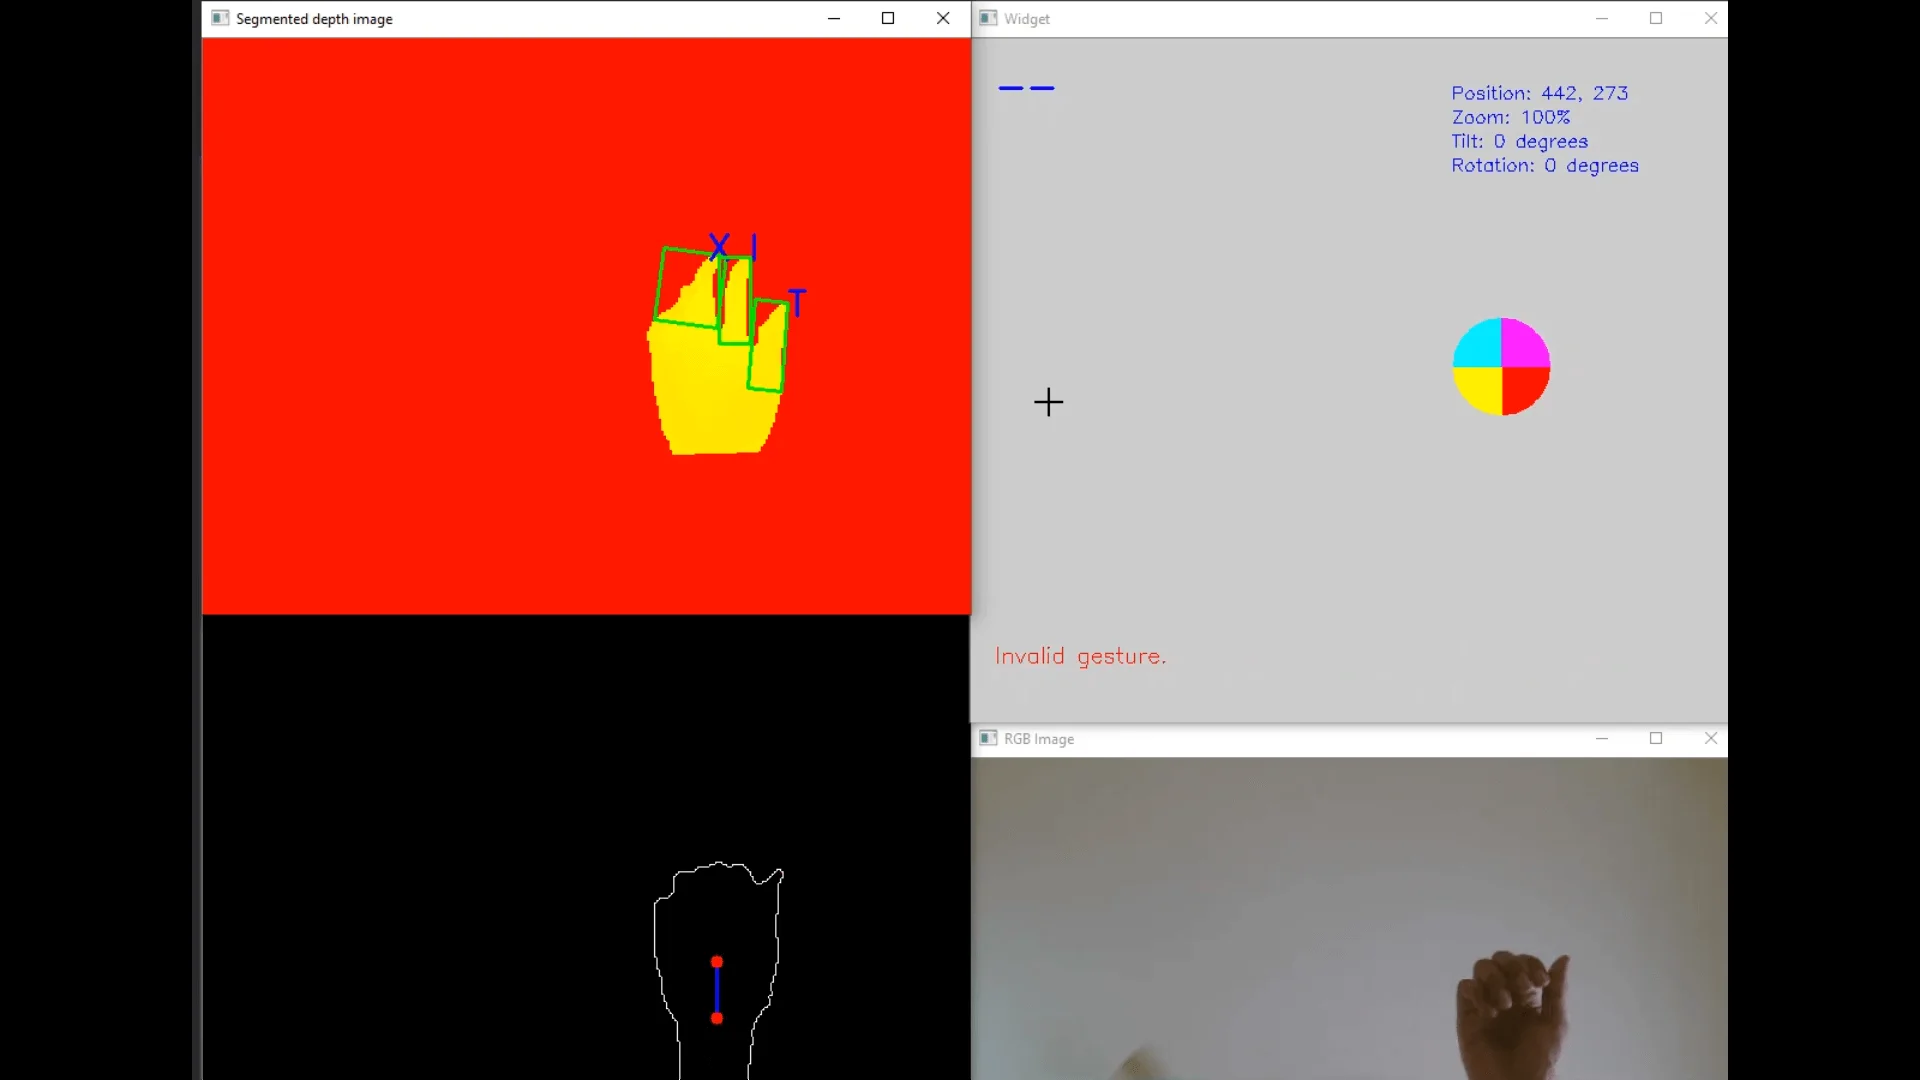 Segmented depth image
X I
T
Widget
Position: 442, 273
Zoom: 100%
Tilt: 0 degrees
Rotation: 0 degrees
Invalid gesture.
RGB Image